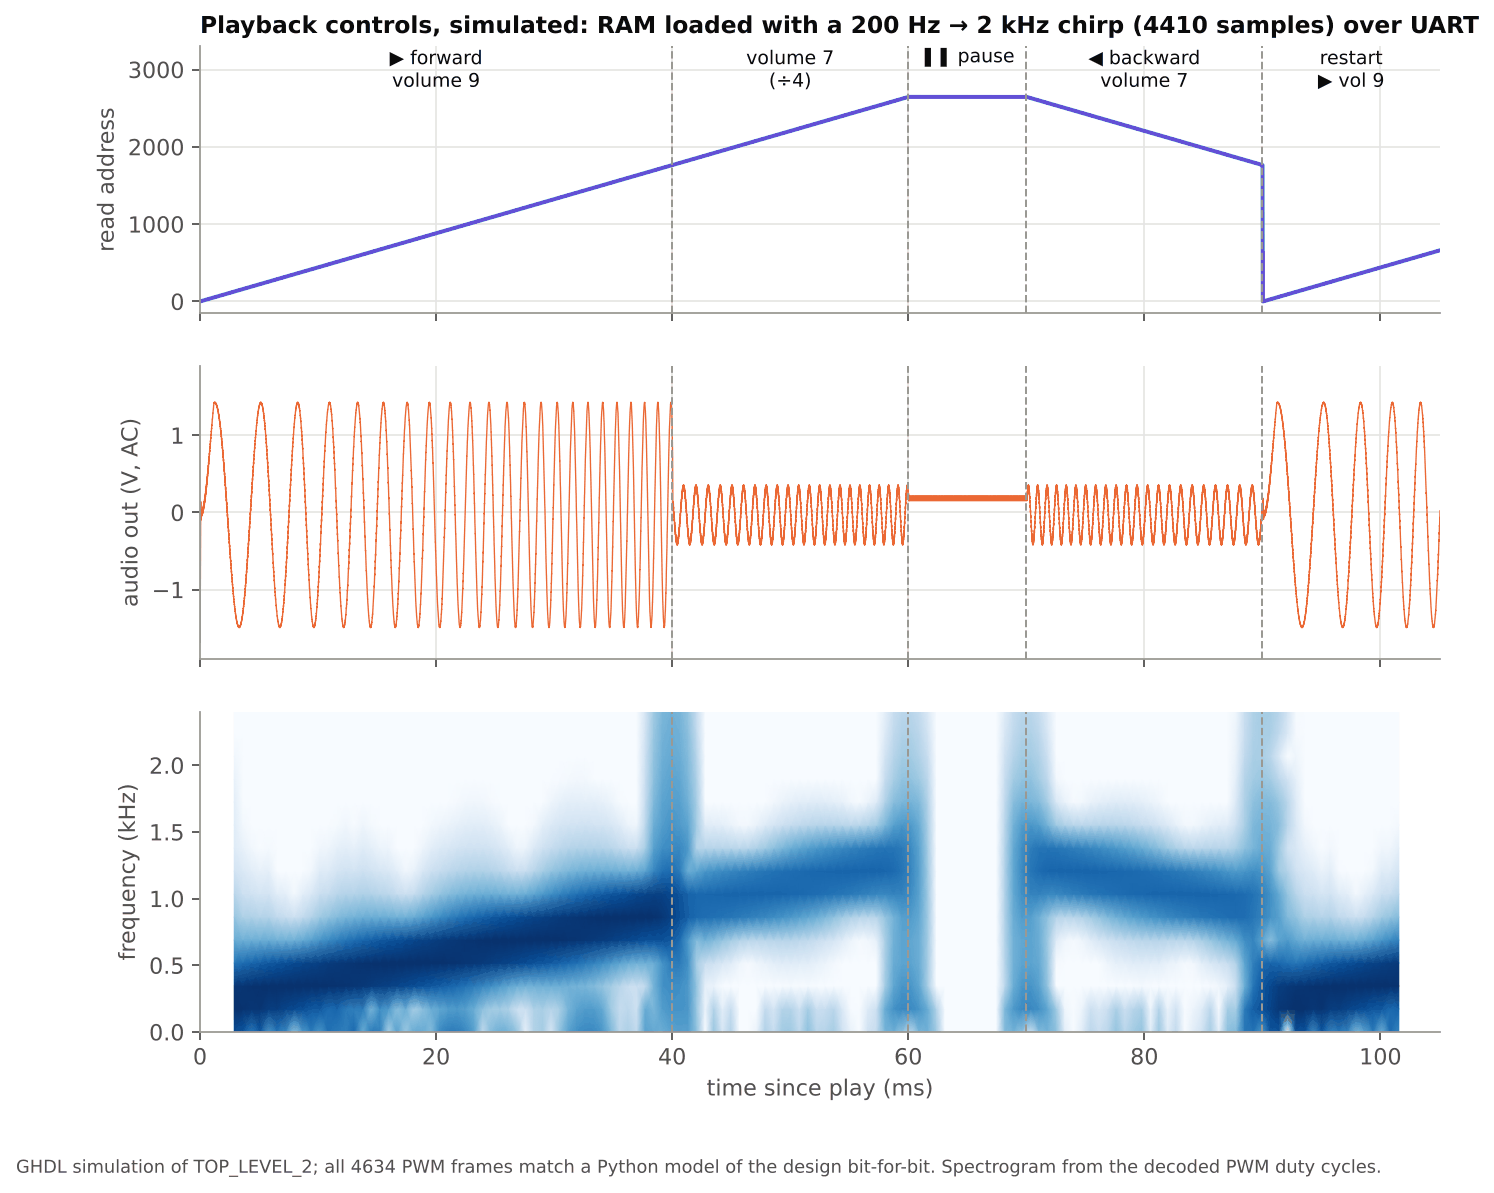 Playback controls, simulated: RAM loaded with a 200 Hz → 2 kHz chirp (4410 samples) over UART
▶ forward
volume 9
volume 7
(÷4)
❚❚ pause
◀ backward
volume 7
restart
▶ vol 9
read address
3000
2000
1000
0
audio out (V, AC)
1
0
−1
frequency (kHz)
2.0
1.5
1.0
0.5
0.0
0
20
40
60
80
100
time since play (ms)
GHDL simulation of TOP_LEVEL_2; all 4634 PWM frames match a Python model of the design bit-for-bit. Spectrogram from the decoded PWM duty cycles.